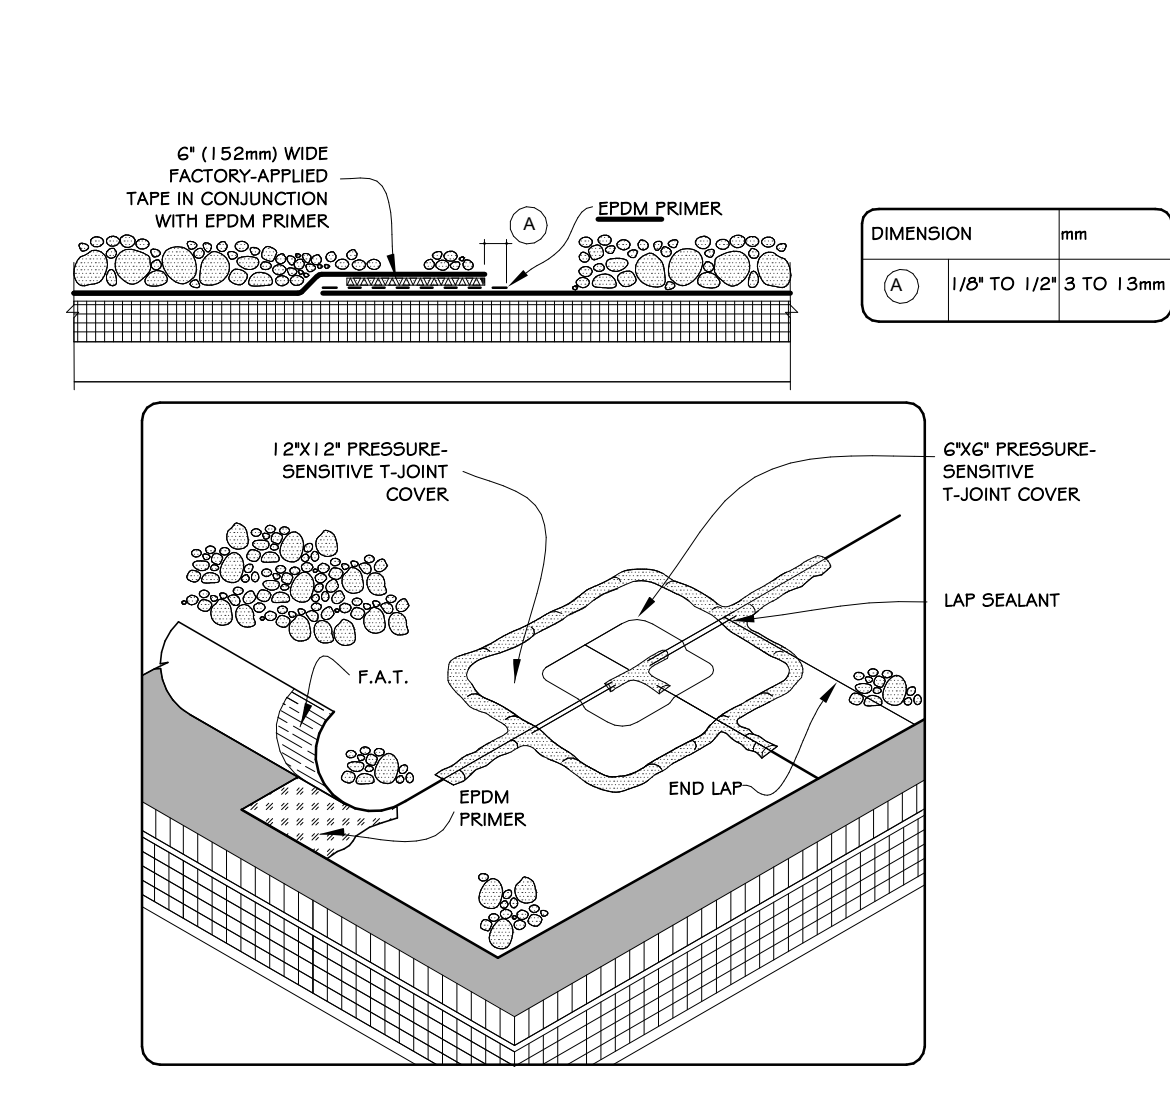 6" (152mm) WIDE
FACTORY-APPLIED
TAPE IN CONJUNCTION
WITH EPDM PRIMER
A
EPDM PRIMER
DIMENSION mm
A 1/8" TO 1/2" 3 TO 13mm
12"X12" PRESSURE-
SENSITIVE T-JOINT
COVER
6"X6" PRESSURE-
SENSITIVE
T-JOINT COVER
LAP SEALANT
F.A.T.
END LAP
EPDM
PRIMER